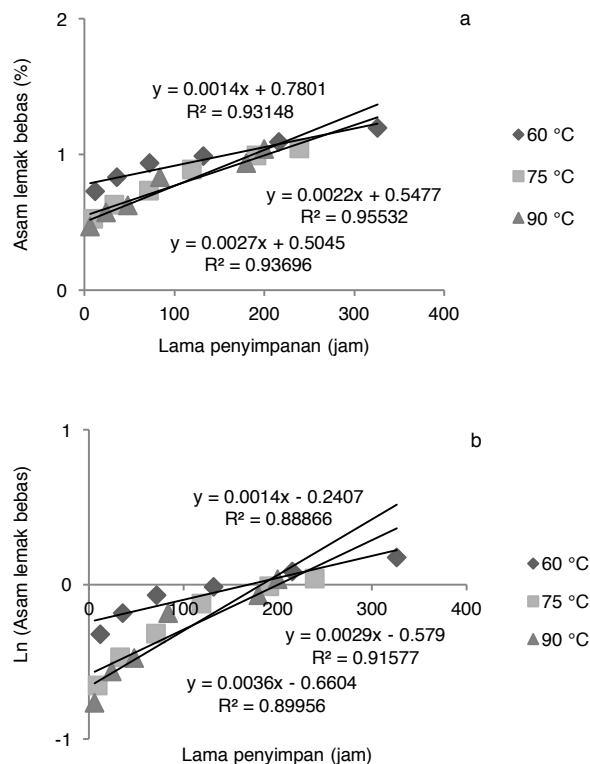 a
2
y = 0.0014x + 0.7801
R² = 0.93148
Asam lemak bebas (%)
60 °C
1
75 °C
y = 0.0022x + 0.5477
R² = 0.95532
90 °C
y = 0.0027x + 0.5045
R² = 0.93696
0
0 100 200 300 400
Lama penyimpanan (jam)
b
1
y = 0.0014x - 0.2407
R² = 0.88866
Ln (Asam lemak bebas)
60 °C
0
0 100 200 300 400
75 °C
y = 0.0029x - 0.579
R² = 0.91577
90 °C
y = 0.0036x - 0.6604
R² = 0.89956
-1
Lama penyimpan (jam)